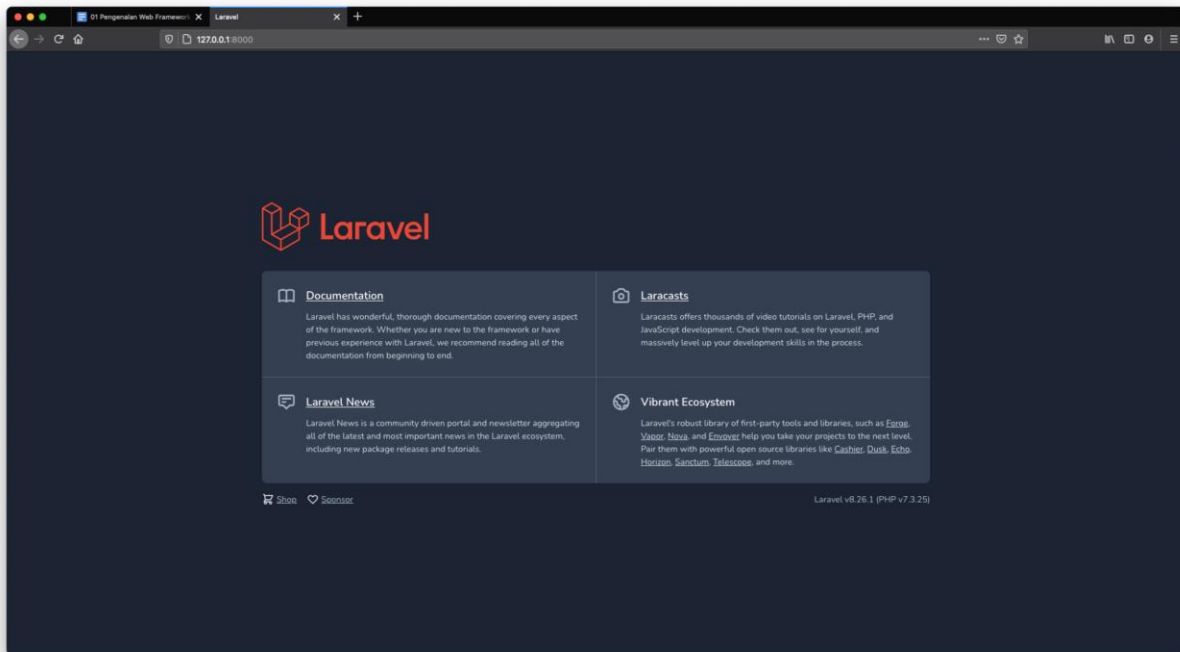 01 Pengenalan Web Framework
Laravel
127.0.0.1:8000
Laravel
Documentation
Laravel has wonderful, thorough documentation covering every aspect
of the framework. Whether you are new to the framework or have
previous experience with Laravel, we recommend reading all of the
documentation from beginning to end.
Laracasts
Laracasts offers thousands of video tutorials on Laravel, PHP, and
JavaScript development. Check them out, see for yourself, and
massively level up your development skills in the process.
Laravel News
Laravel News is a community driven portal and newsletter aggregating
all of the latest and most important news in the Laravel ecosystem,
including new package releases and tutorials.
Vibrant Ecosystem
Laravel's robust library of first-party tools and libraries, such as Forge,
Vapor, Nova, and Envoyer help you take your projects to the next level.
Pair them with powerful open source libraries like Cashier, Dusk, Echo,
Horizon, Sanctum, Telescope, and more.
Shop Sponsor
Laravel v8.26.1 (PHP v7.3.25)